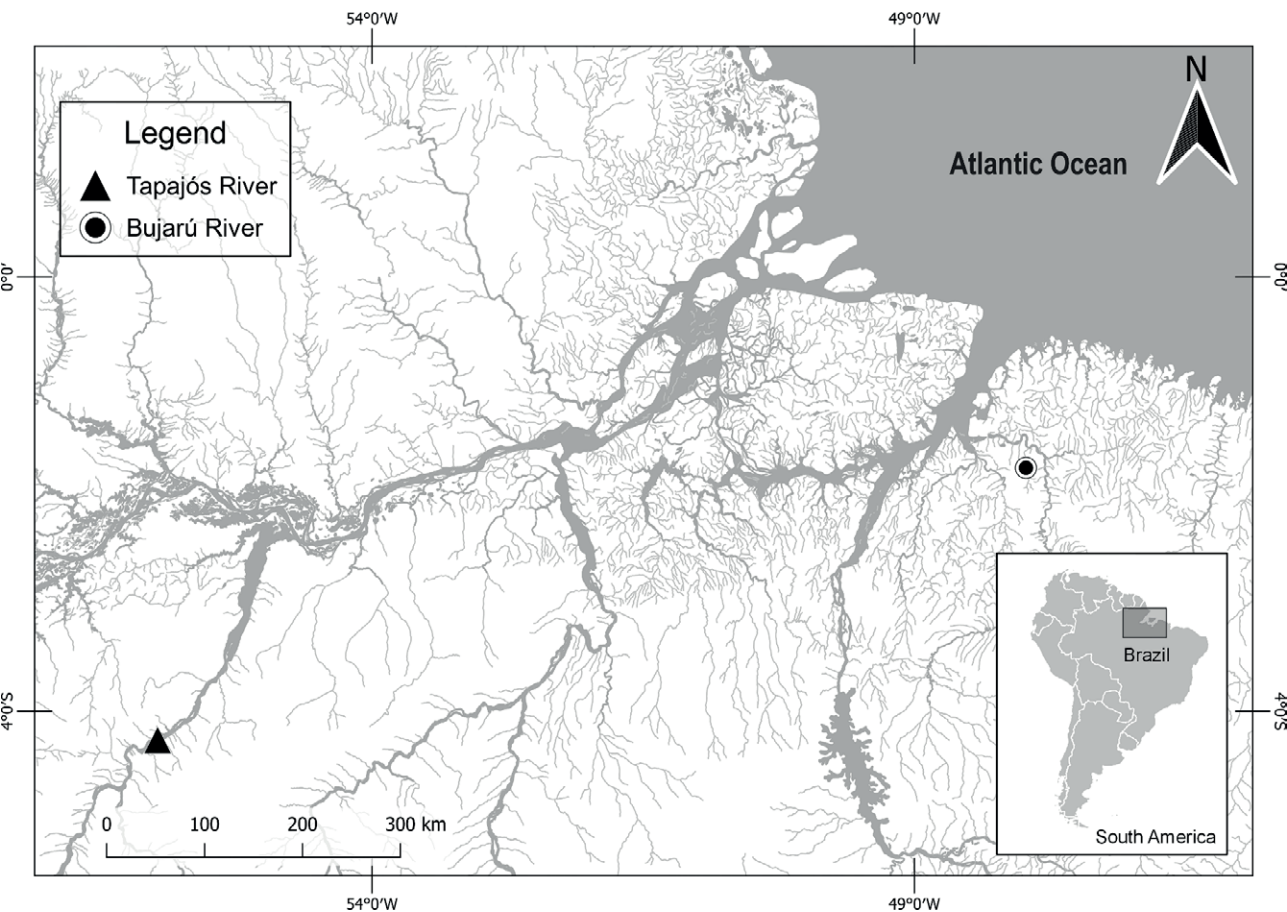 54°0'W
49°0'W
N
Legend
Tapajós River
Bujarú River
Atlantic Ocean
0°0'
0°0'
Brazil
4°0'S
4°0'S
0 100 200 300 km
South America
54°0'W
49°0'W